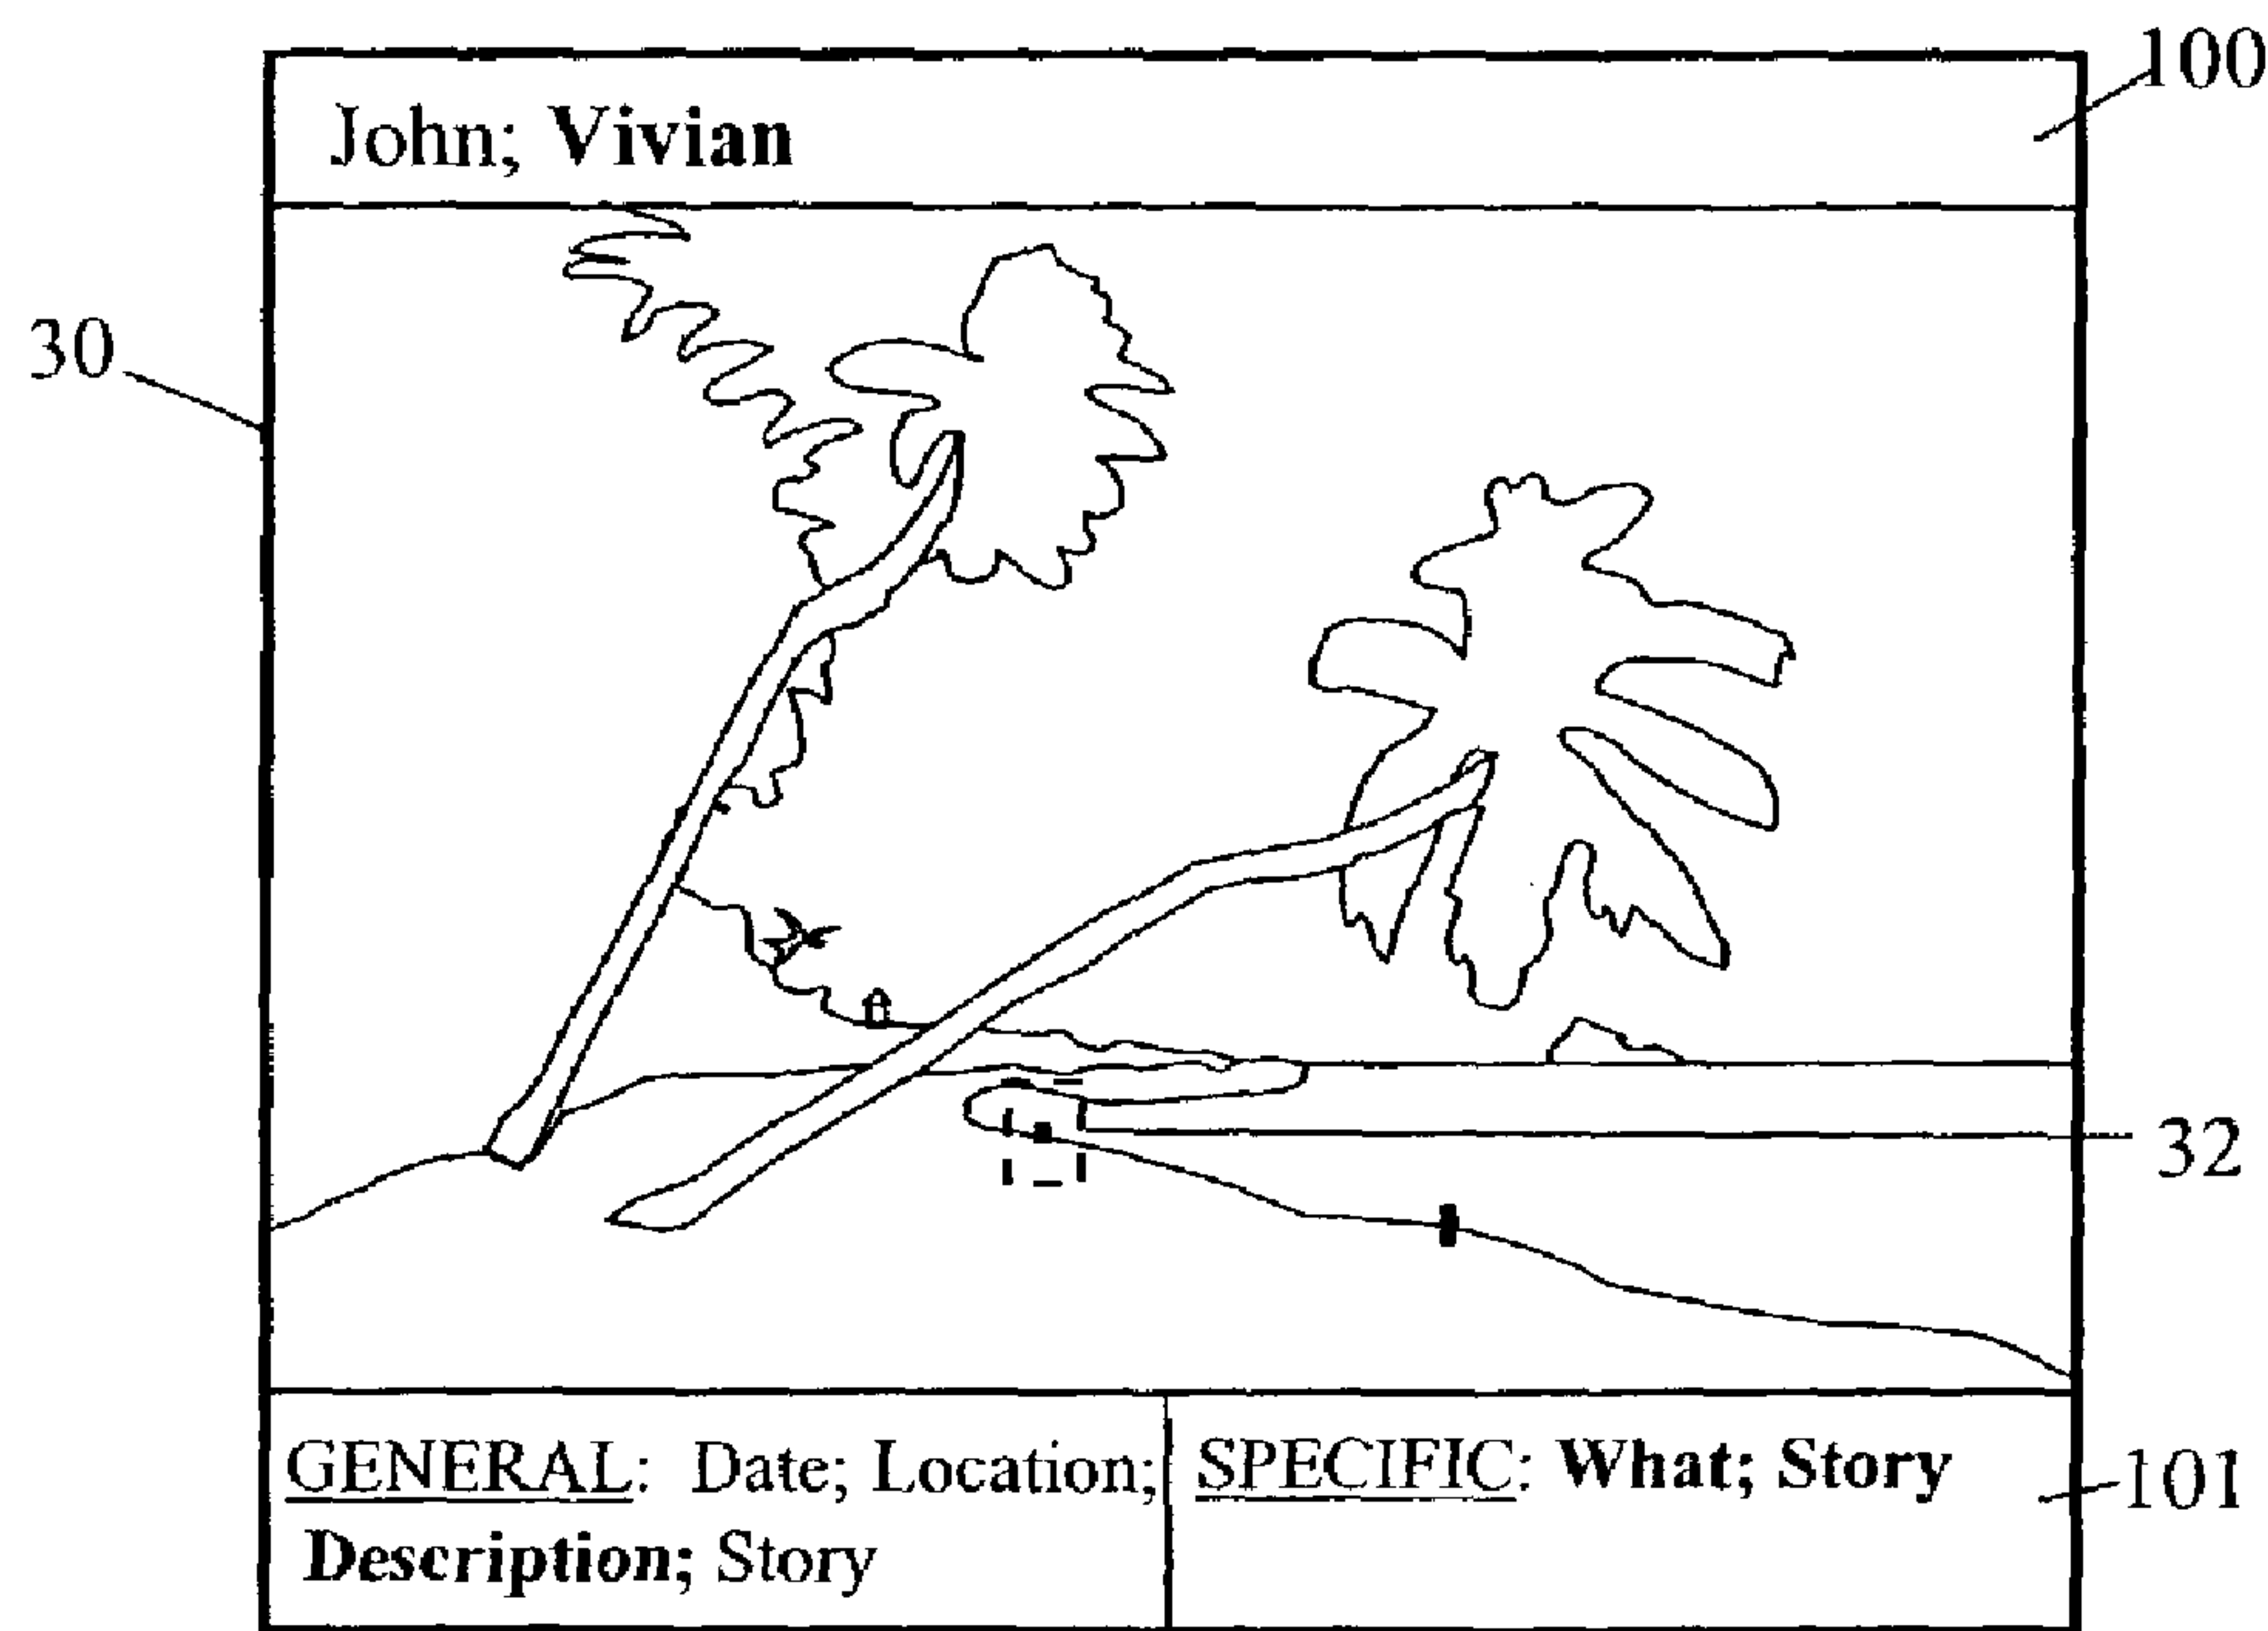 100
John; Vivian
30
32
GENERAL: Date; Location;
Description; Story
SPECIFIC: What; Story
101